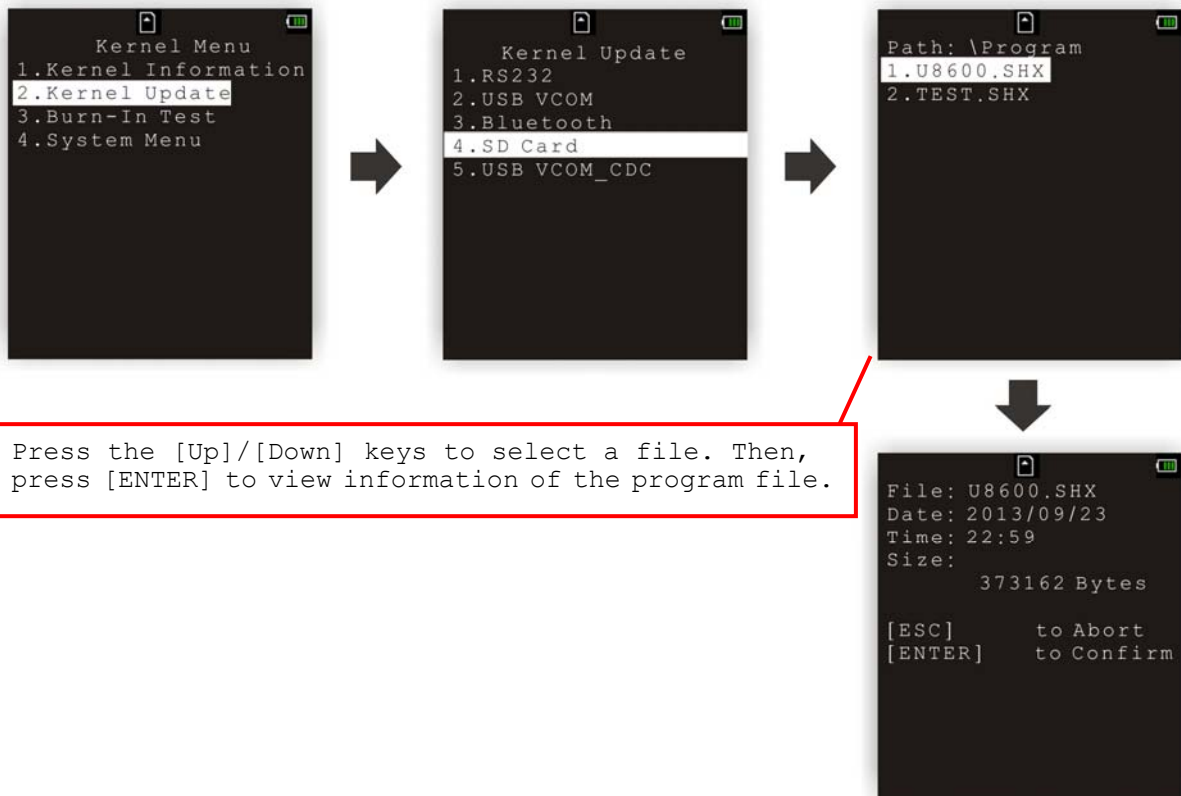 Kernel Menu
1.Kernel Information
2.Kernel Update
3.Burn-In Test
4.System Menu
Kernel Update
1.RS232
2.USB VCOM
3.Bluetooth
4.SD Card
5.USB VCOM_CDC
Path: \Program
1.U8600.SHX
2.TEST.SHX
Press the [Up]/[Down] keys to select a file. Then,
press [ENTER] to view information of the program file.
File: U8600.SHX
Date: 2013/09/23
Time: 22:59
Size:
373162 Bytes
[ESC] to Abort
[ENTER] to Confirm